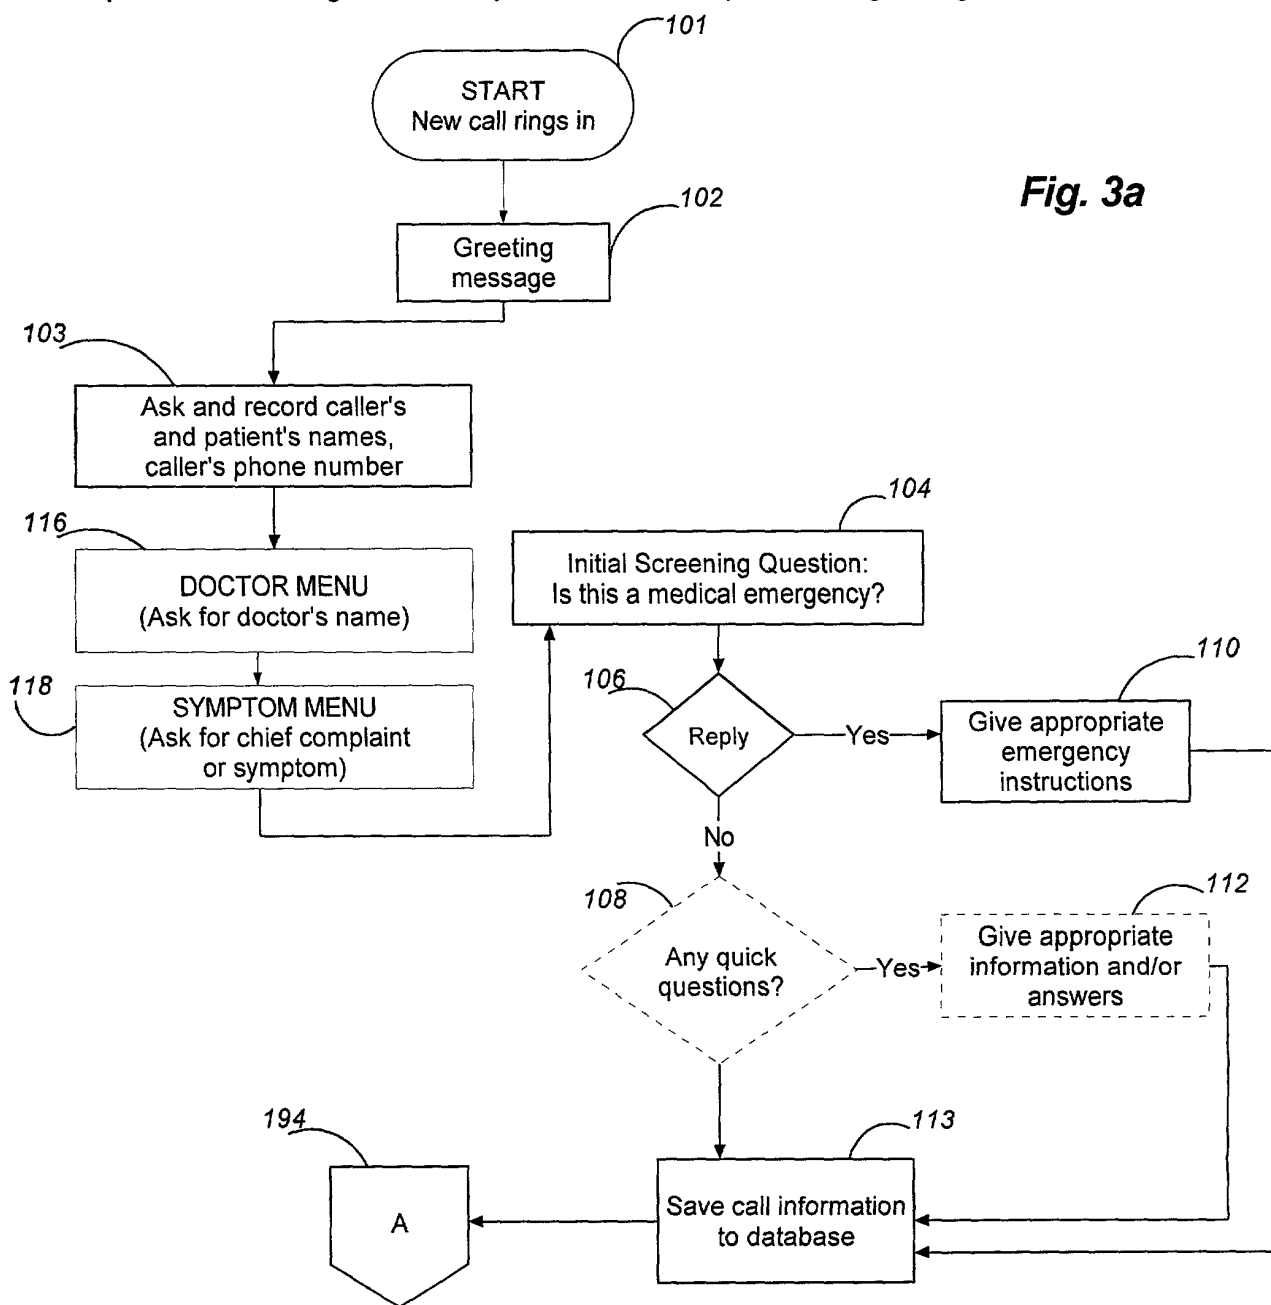 101
START
New call rings in
Fig. 3a
102
Greeting
message
103
Ask and record caller's
and patient's names,
caller's phone number
116
DOCTOR MENU
(Ask for doctor's name)
118
SYMPTOM MENU
(Ask for chief complaint
or symptom)
104
Initial Screening Question:
Is this a medical emergency?
106
Reply
Yes
110
Give appropriate
emergency
instructions
No
108
Any quick
questions?
Yes
112
Give appropriate
information and/or
answers
113
Save call information
to database
194
A